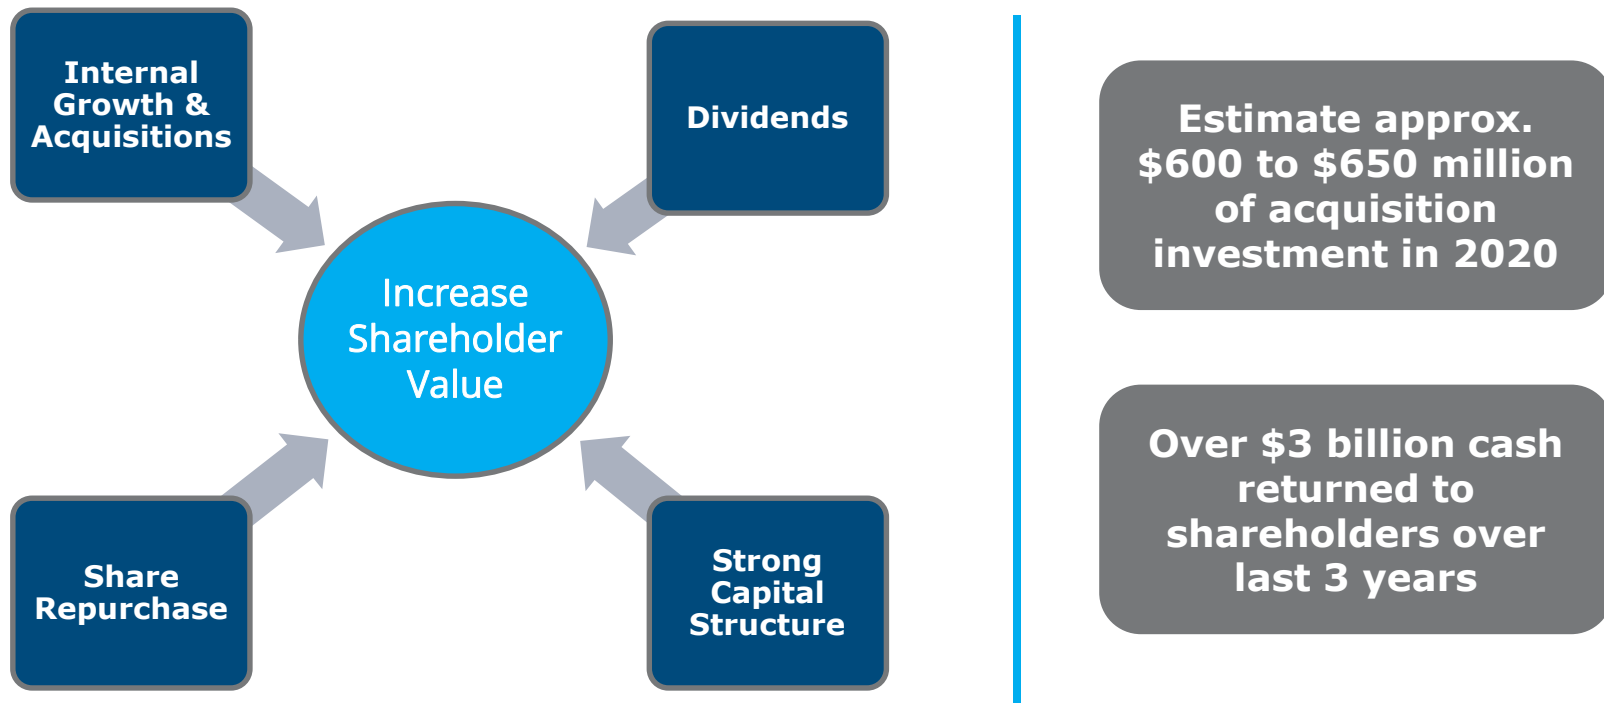 Internal
Growth &
Acquisitions
Dividends
Increase
Shareholder
Value
Share
Repurchase
Strong
Capital
Structure
Estimate approx.
$600 to $650 million
of acquisition
investment in 2020
Over $3 billion cash
returned to
shareholders over
last 3 years